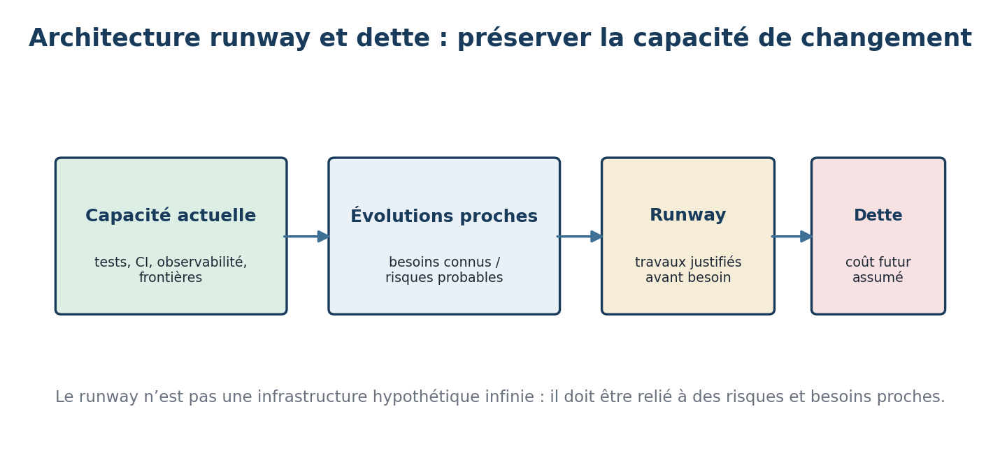 Architecture runway et dette : préserver la capacité de changement
Capacité actuelle
tests, CI, observabilité,
frontières
Évolutions proches
besoins connus /
risques probables
Runway
travaux justifiés
avant besoin
Dette
coût futur
assumé
Le runway n’est pas une infrastructure hypothétique infinie : il doit être relié à des risques et besoins proches.